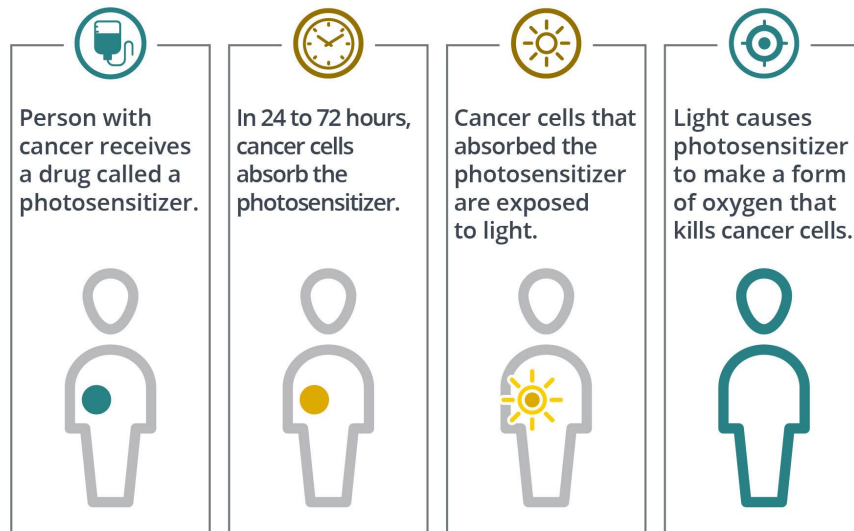 Person with
cancer receives
a drug called a
photosensitizer.
In 24 to 72 hours,
cancer cells
absorb the
photosensitizer.
Cancer cells that
absorbed the
photosensitizer
are exposed
to light.
Light causes
photosensitizer
to make a form
of oxygen that
kills cancer cells.